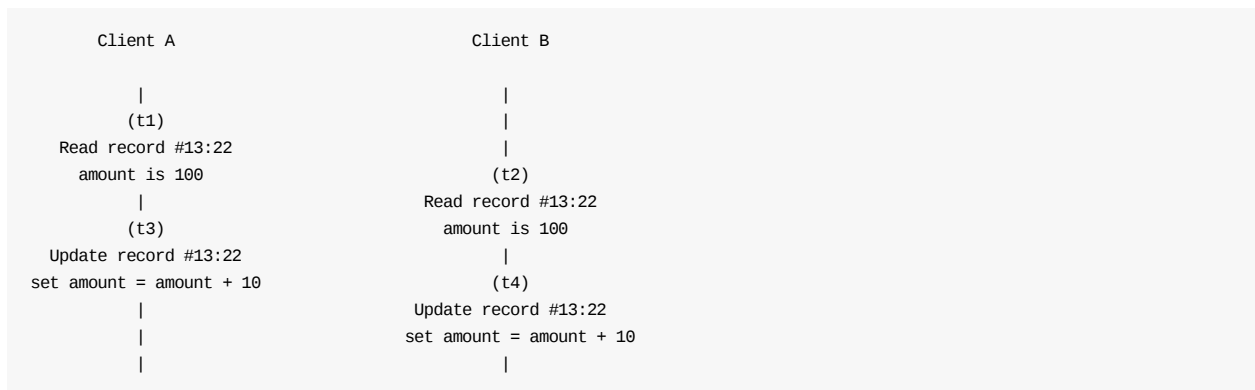 Client A Client B
| |
(t1) |
Read record #13:22 |
amount is 100 (t2)
| Read record #13:22
(t3) amount is 100
Update record #13:22 |
set amount = amount + 10 (t4)
| Update record #13:22
| set amount = amount + 10
| |